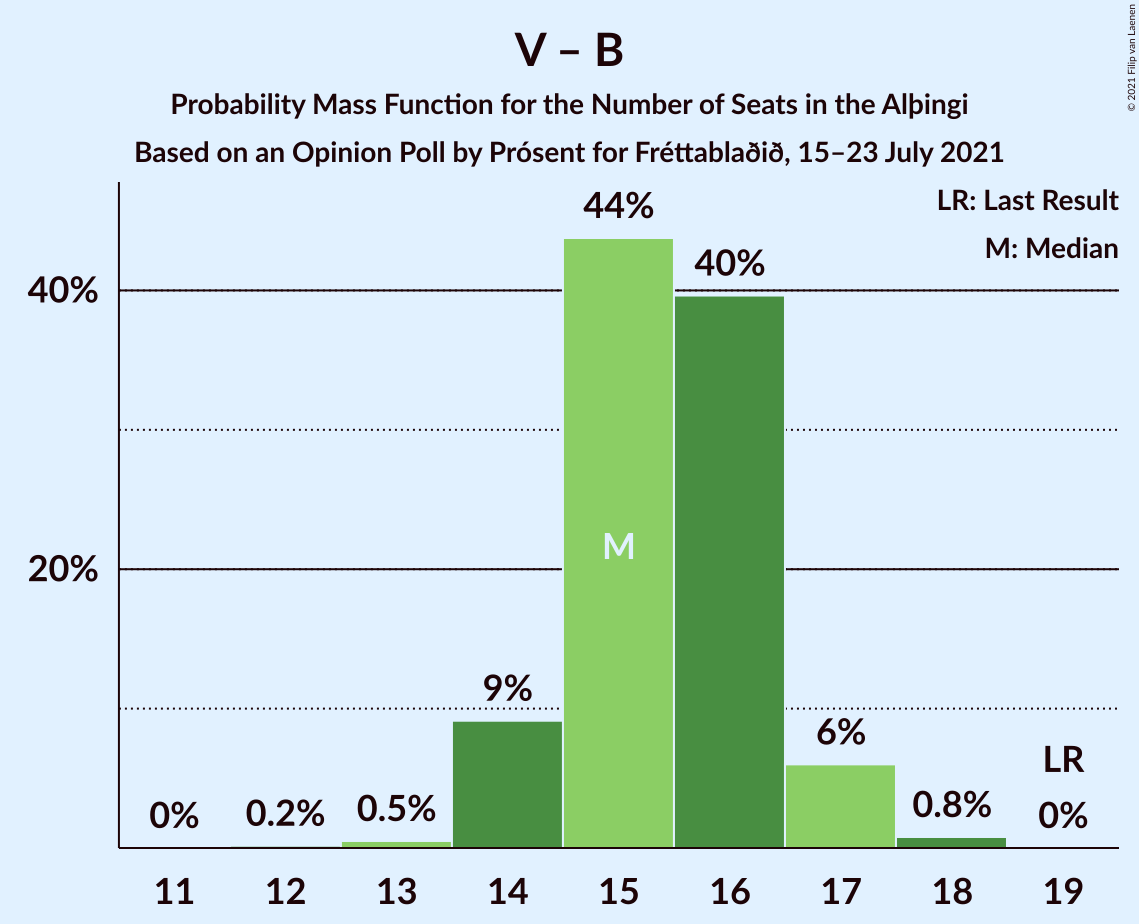 V – B
Probability Mass Function for the Number of Seats in the Alþingi
Based on an Opinion Poll by Prósent for Fréttablaðið, 15–23 July 2021
© 2021 Filip van Laenen
LR: Last Result
M: Median
44%
40%
40%
M
20%
9%
6%
LR
0%
0.2%
0.5%
0.8%
0%
11 12 13 14 15 16 17 18 19